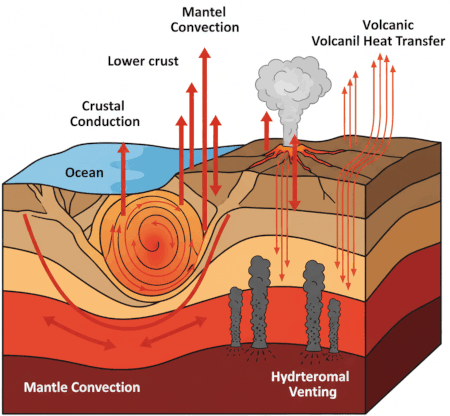 Mantel
Convection
Volcanic
Volcanil Heat Transfer
Lower crust
Crustal
Conduction
Ocean
Mantle Convection
Hydrteromal
Venting